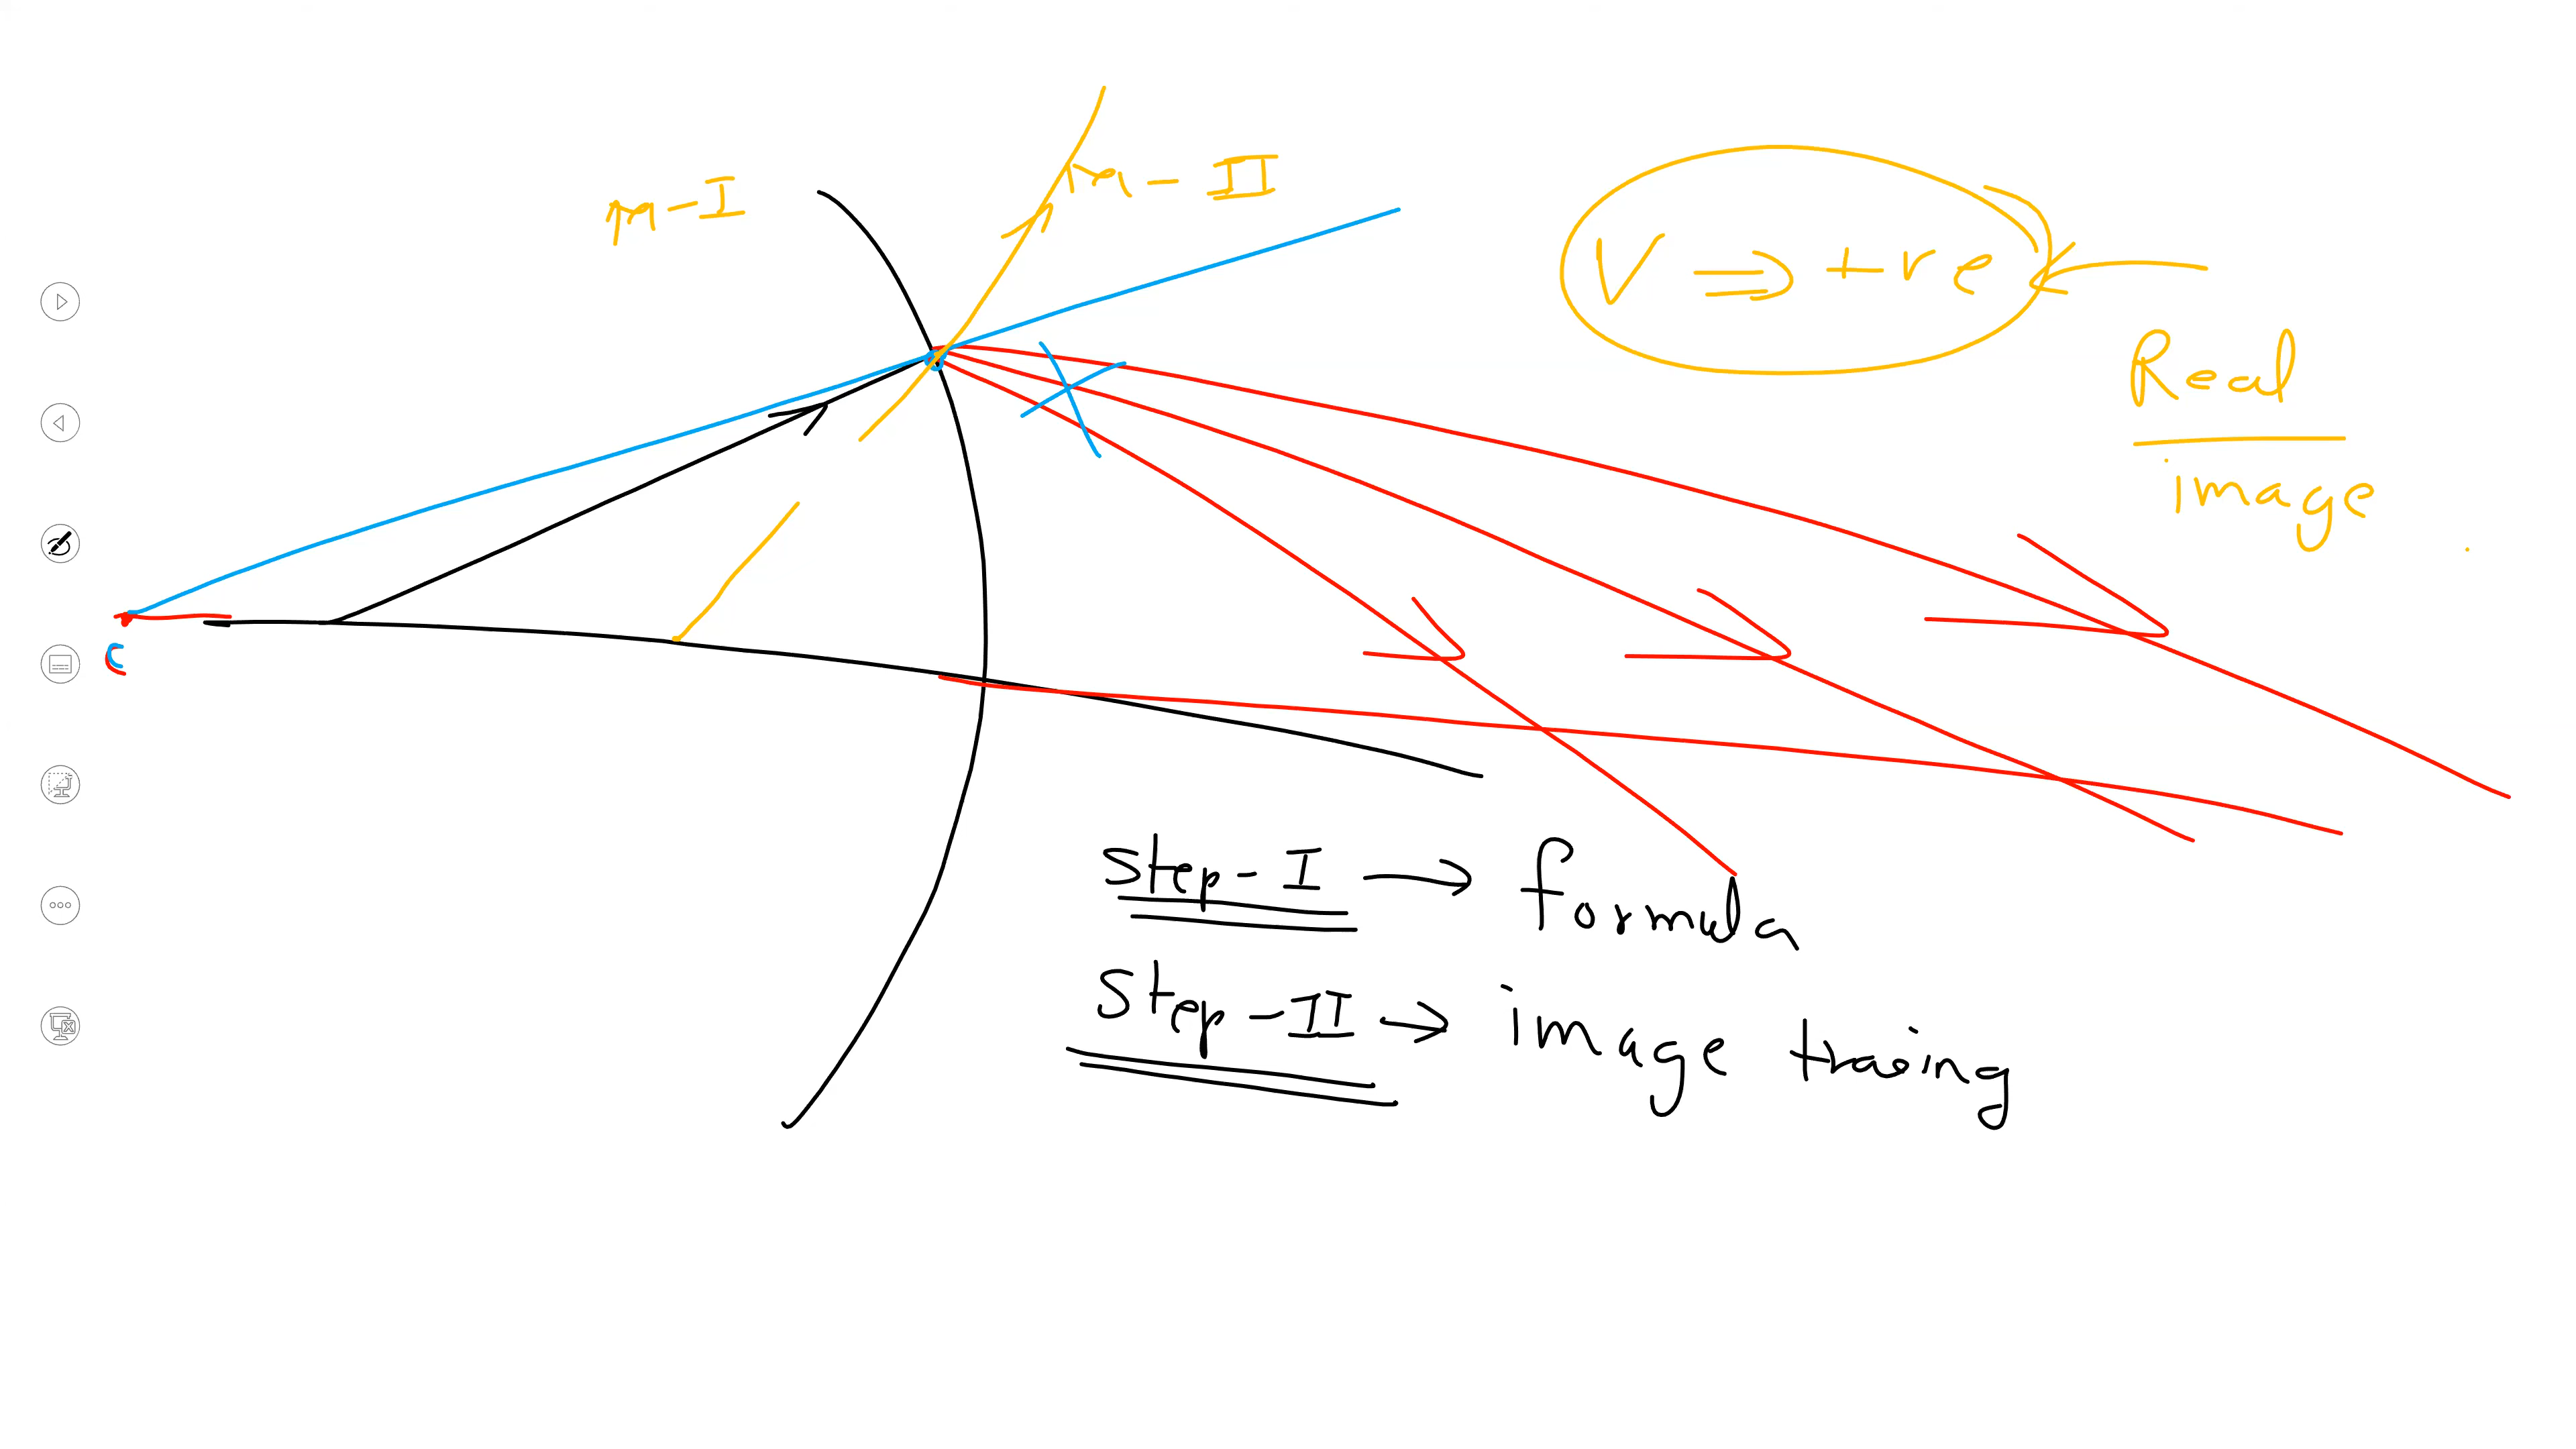 m-I
m-II
V ⇒ +ve
Real
image
C
Step-I → formula
Step-II → image tracing